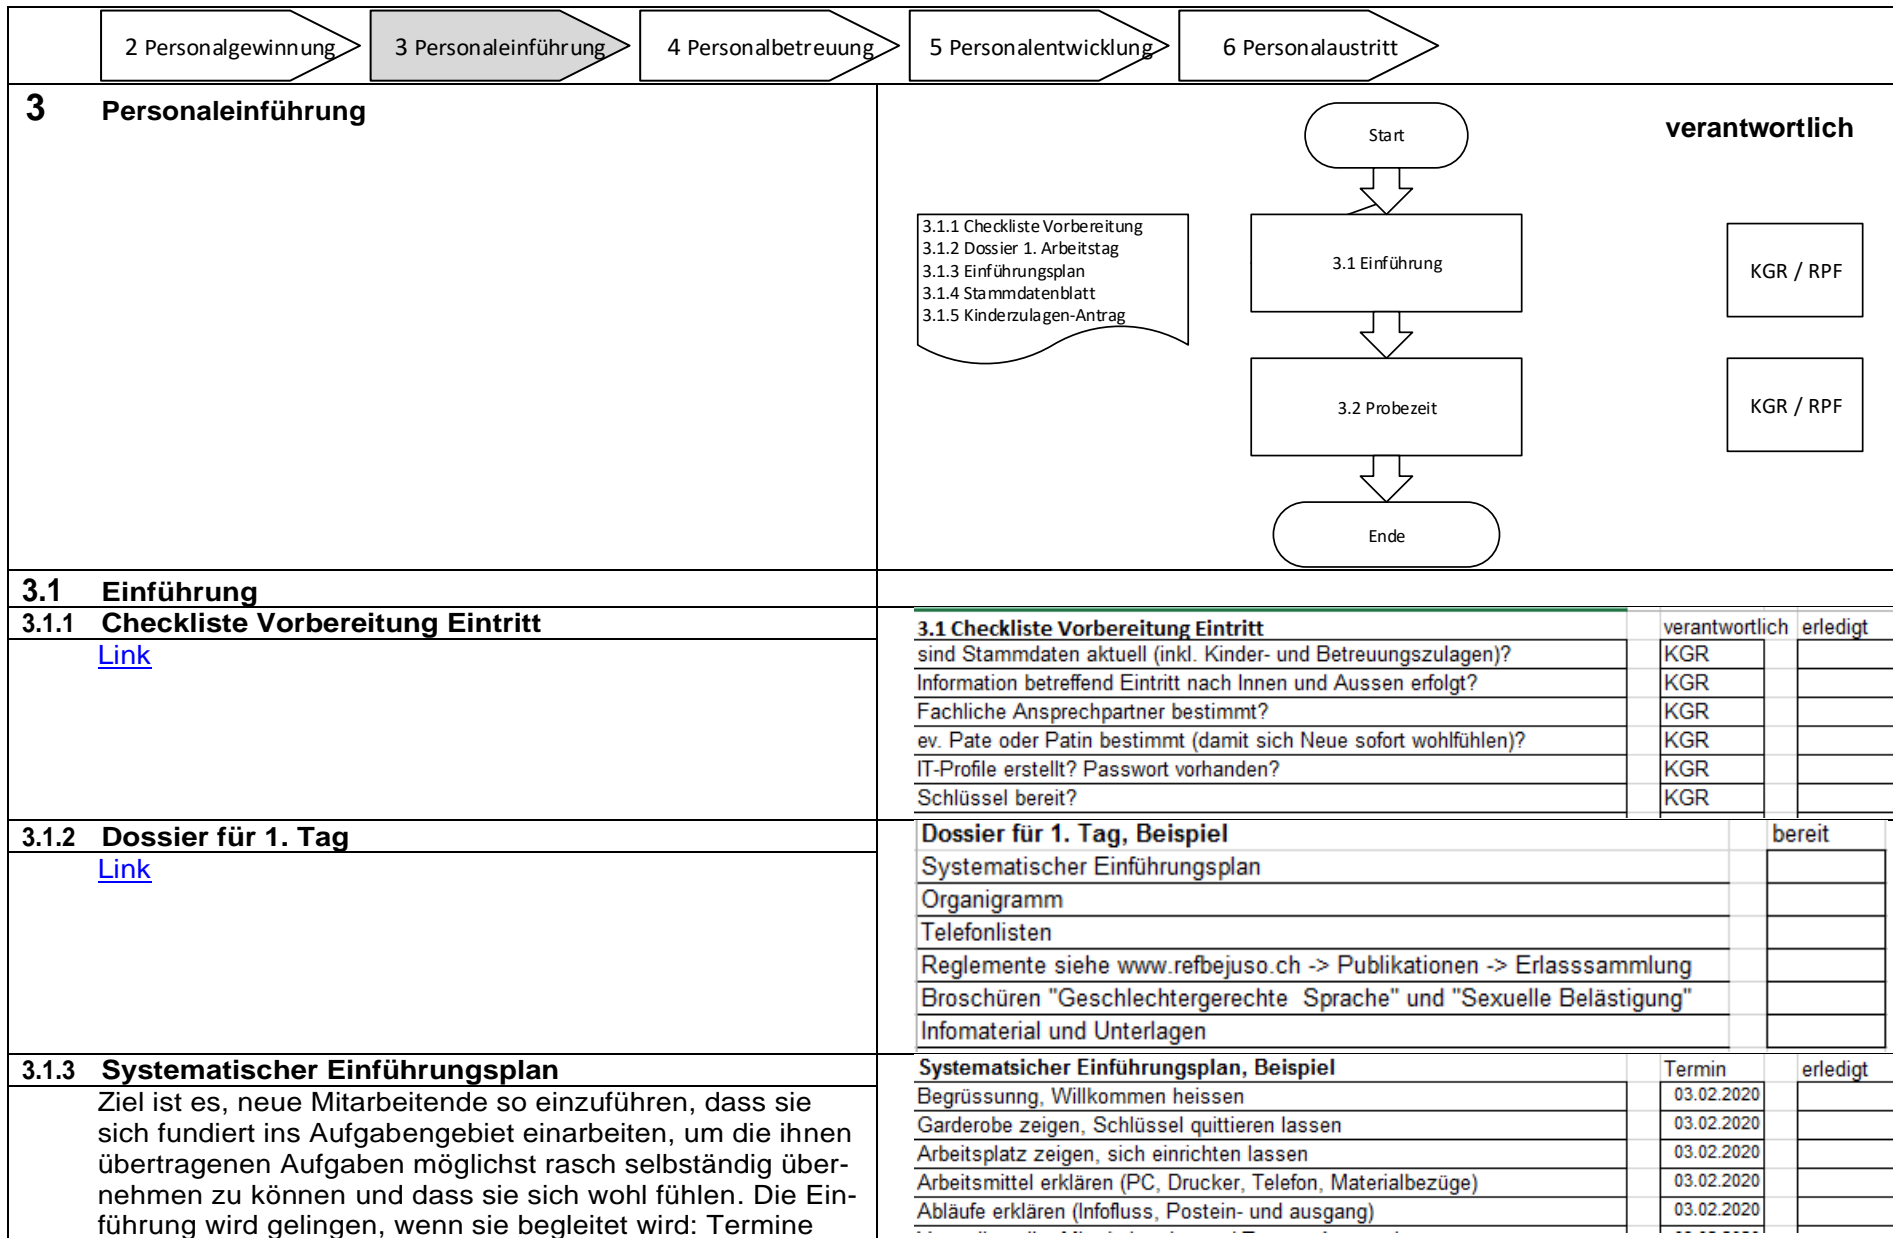 2 Personalgewinnung
3 Personaleinführung
4 Personalbetreuung
5 Personalentwicklung
6 Personalaustritt
3 Personaleinführung
Start
verantwortlich
3.1.1 Checkliste Vorbereitung
3.1.2 Dossier 1. Arbeitstag
3.1.3 Einführungsplan
3.1.4 Stammdatenblatt
3.1.5 Kinderzulagen-Antrag
3.1 Einführung
KGR / RPF
3.2 Probezeit
KGR / RPF
Ende
3.1 Einführung
3.1.1 Checkliste Vorbereitung Eintritt
Link
3.1 Checkliste Vorbereitung Eintritt verantwortlich erledigt
sind Stammdaten aktuell (inkl. Kinder- und Betreuungszulagen)? KGR
Information betreffend Eintritt nach Innen und Aussen erfolgt? KGR
Fachliche Ansprechpartner bestimmt? KGR
ev. Pate oder Patin bestimmt (damit sich Neue sofort wohlfühlen)? KGR
IT-Profile erstellt? Passwort vorhanden? KGR
Schlüssel bereit? KGR
3.1.2 Dossier für 1. Tag
Link
Dossier für 1. Tag, Beispiel bereit
Systematischer Einführungsplan
Organigramm
Telefonlisten
Reglemente siehe www.refbejuso.ch -> Publikationen -> Erlasssammlung
Broschüren "Geschlechtergerechte Sprache" und "Sexuelle Belästigung"
Infomaterial und Unterlagen
3.1.3 Systematischer Einführungsplan
Ziel ist es, neue Mitarbeitende so einzuführen, dass sie
sich fundiert ins Aufgabengebiet einarbeiten, um die ihnen
übertragenen Aufgaben möglichst rasch selbständig über-
nehmen zu können und dass sie sich wohl fühlen. Die Ein-
führung wird gelingen, wenn sie begleitet wird: Termine
Systematsicher Einführungsplan, Beispiel Termin erledigt
Begrüssunng, Willkommen heissen 03.02.2020
Garderobe zeigen, Schlüssel quittieren lassen 03.02.2020
Arbeitsplatz zeigen, sich einrichten lassen 03.02.2020
Arbeitsmittel erklären (PC, Drucker, Telefon, Materialbezüge) 03.02.2020
Abläufe erklären (Infofluss, Postein- und ausgang) 03.02.2020